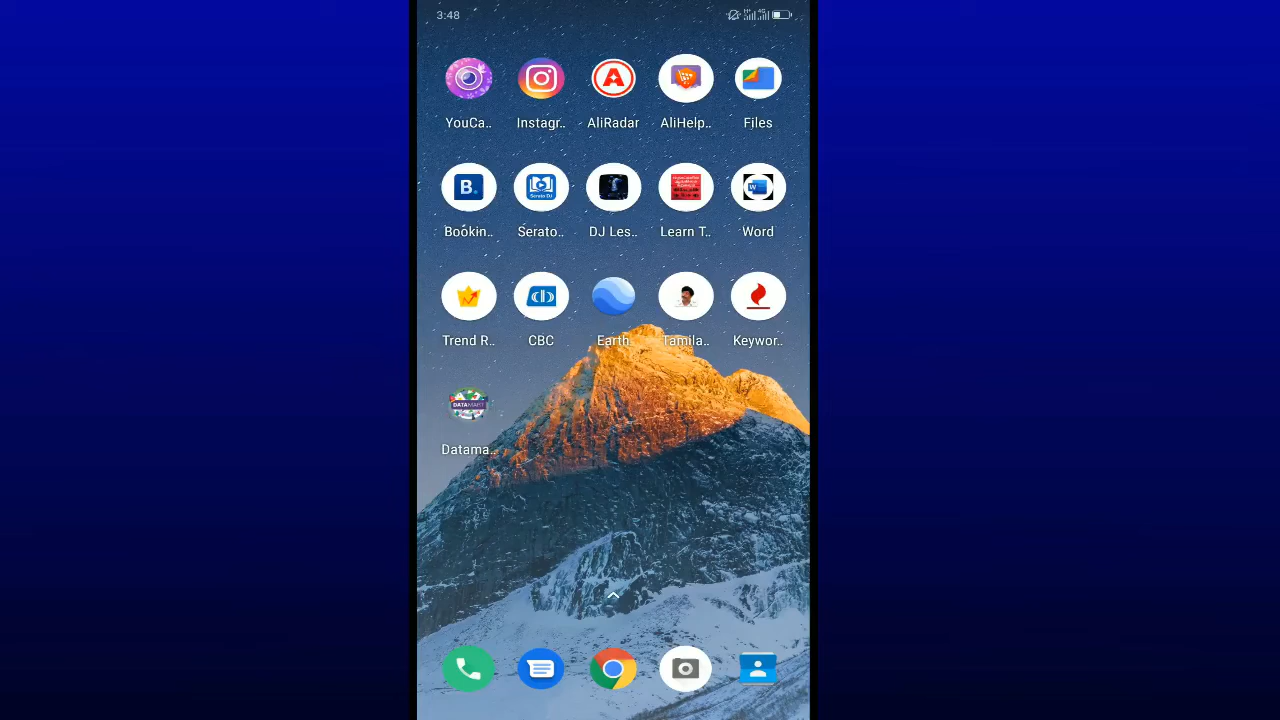 3:48
YouCa..
Instagr..
AliRadar
AliHelp..
Files
Bookin..
Serato..
DJ Les..
Learn T..
Word
Trend R..
CBC
Earth
Tamila..
Keywor..
DATAMART
Datama..